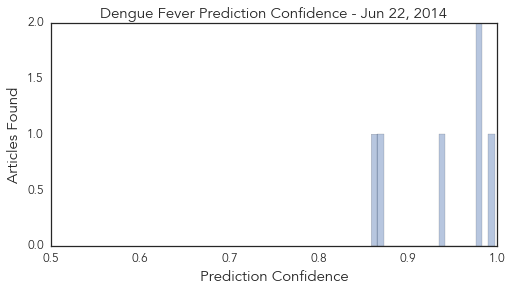 Dengue Fever Prediction Confidence - Jun 22, 2014
2.0
1.5
1.0
0.5
0.0
Articles Found
0.5 0.6 0.7 0.8 0.9 1.0
Prediction Confidence